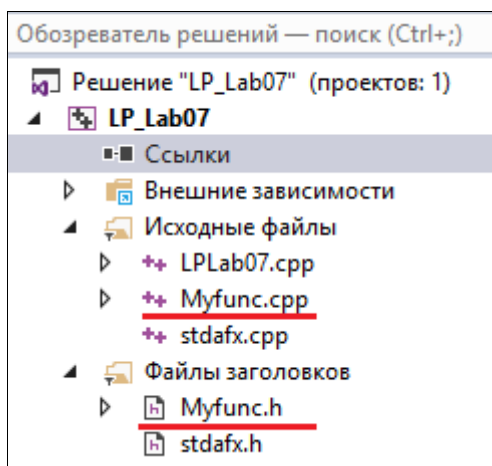 Обозреватель решений — поиск (Ctrl+;)
Решение "LP_Lab07" (проектов: 1)
LP_Lab07
Ссылки
Внешние зависимости
Исходные файлы
LPLab07.cpp
Myfunc.cpp
stdafx.cpp
Файлы заголовков
Myfunc.h
stdafx.h